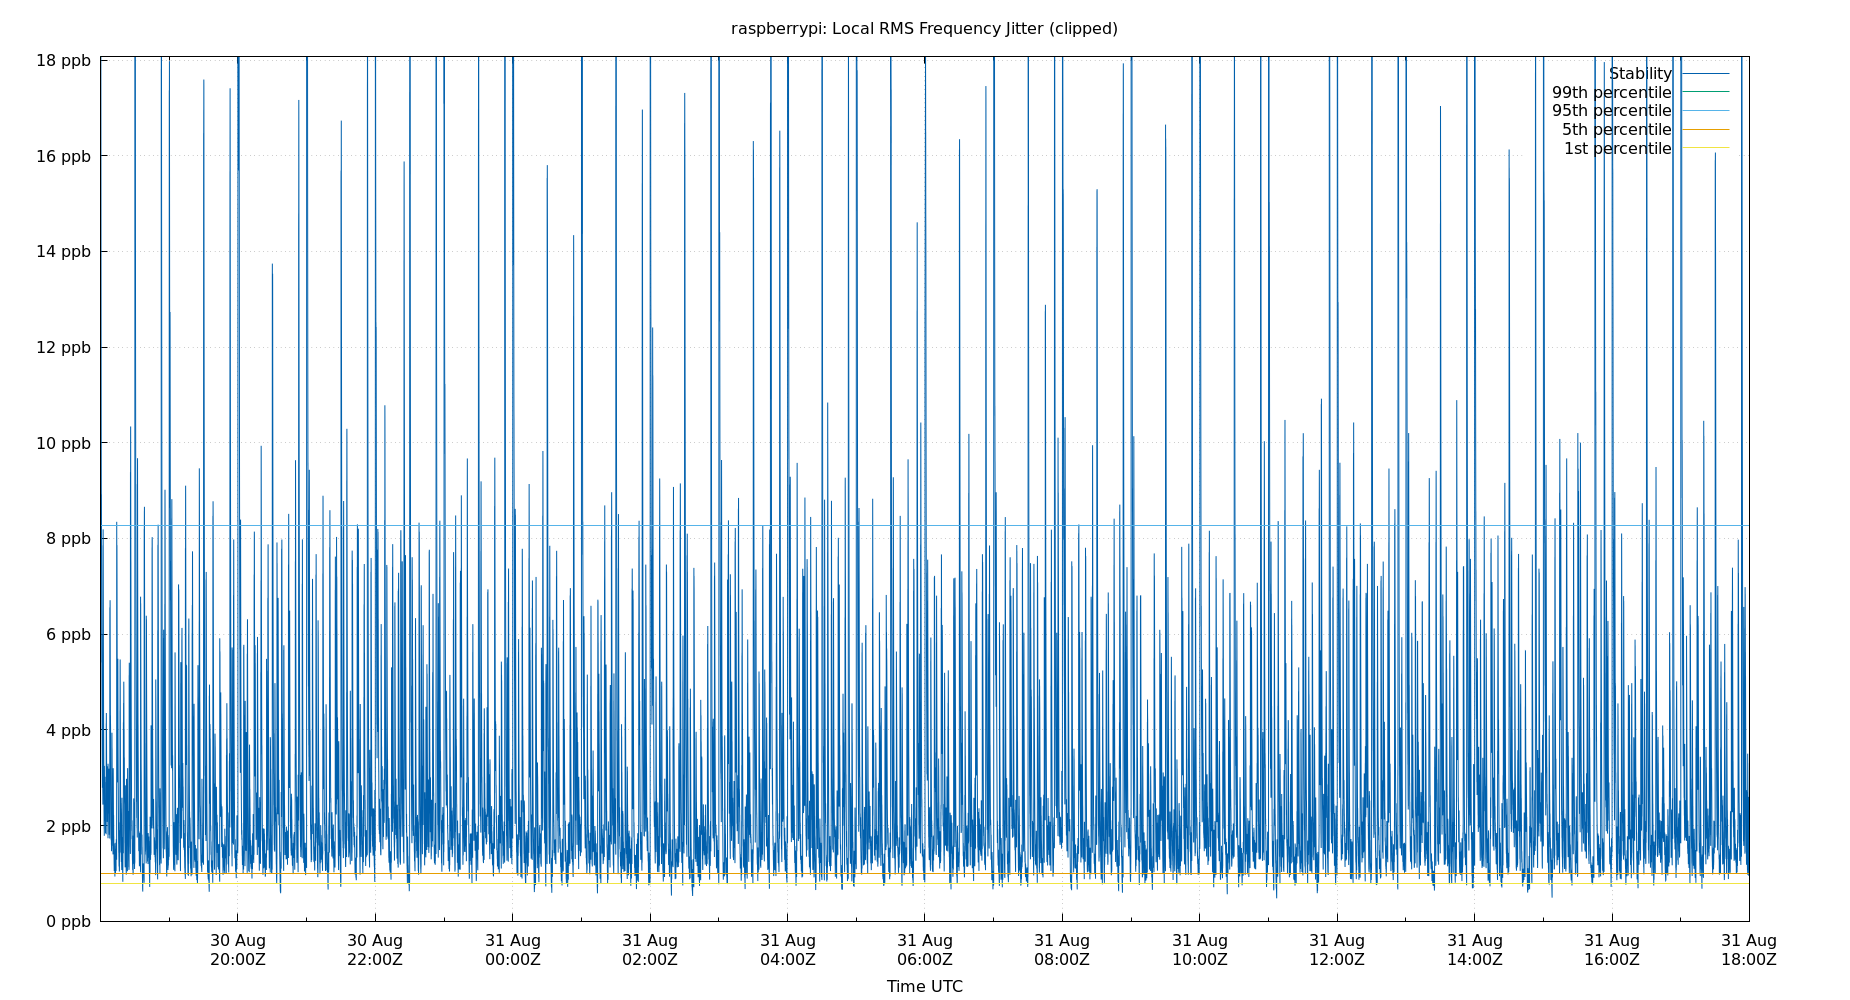 raspberrypi: Local RMS Frequency Jitter (clipped)
18 ppb
16 ppb
14 ppb
12 ppb
10 ppb
8 ppb
6 ppb
4 ppb
2 ppb
0 ppb
Stability
99th percentile
95th percentile
5th percentile
1st percentile
30 Aug
20:00Z
30 Aug
22:00Z
31 Aug
00:00Z
31 Aug
02:00Z
31 Aug
04:00Z
31 Aug
06:00Z
31 Aug
08:00Z
31 Aug
10:00Z
31 Aug
12:00Z
31 Aug
14:00Z
31 Aug
16:00Z
31 Aug
18:00Z
Time UTC